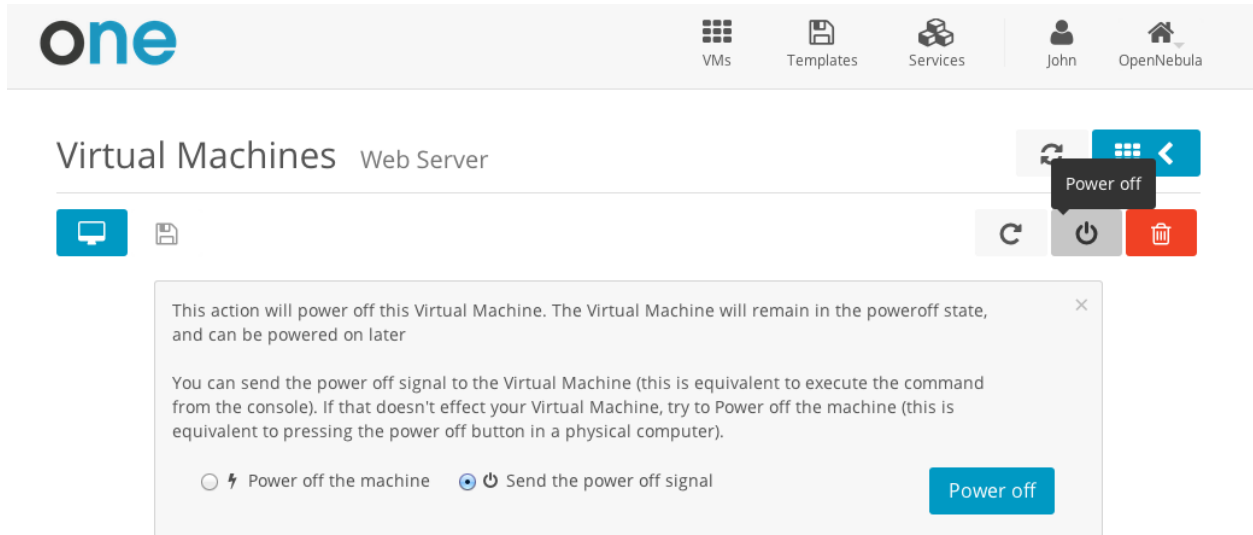 one
VMs
Templates
Services
John
OpenNebula
Virtual Machines Web Server
Power off
This action will power off this Virtual Machine. The Virtual Machine will remain in the poweroff state,
and can be powered on later
You can send the power off signal to the Virtual Machine (this is equivalent to execute the command
from the console). If that doesn't effect your Virtual Machine, try to Power off the machine (this is
equivalent to pressing the power off button in a physical computer).
Power off the machine
Send the power off signal
Power off